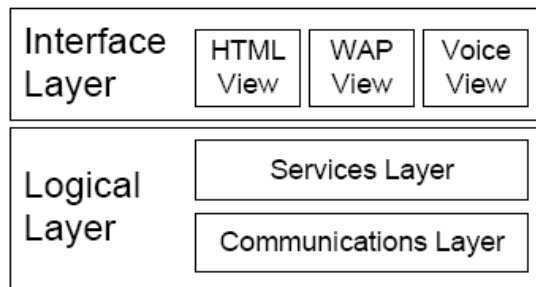 Interface
Layer
HTML
View
WAP
View
Voice
View
Logical
Layer
Services Layer
Communications Layer